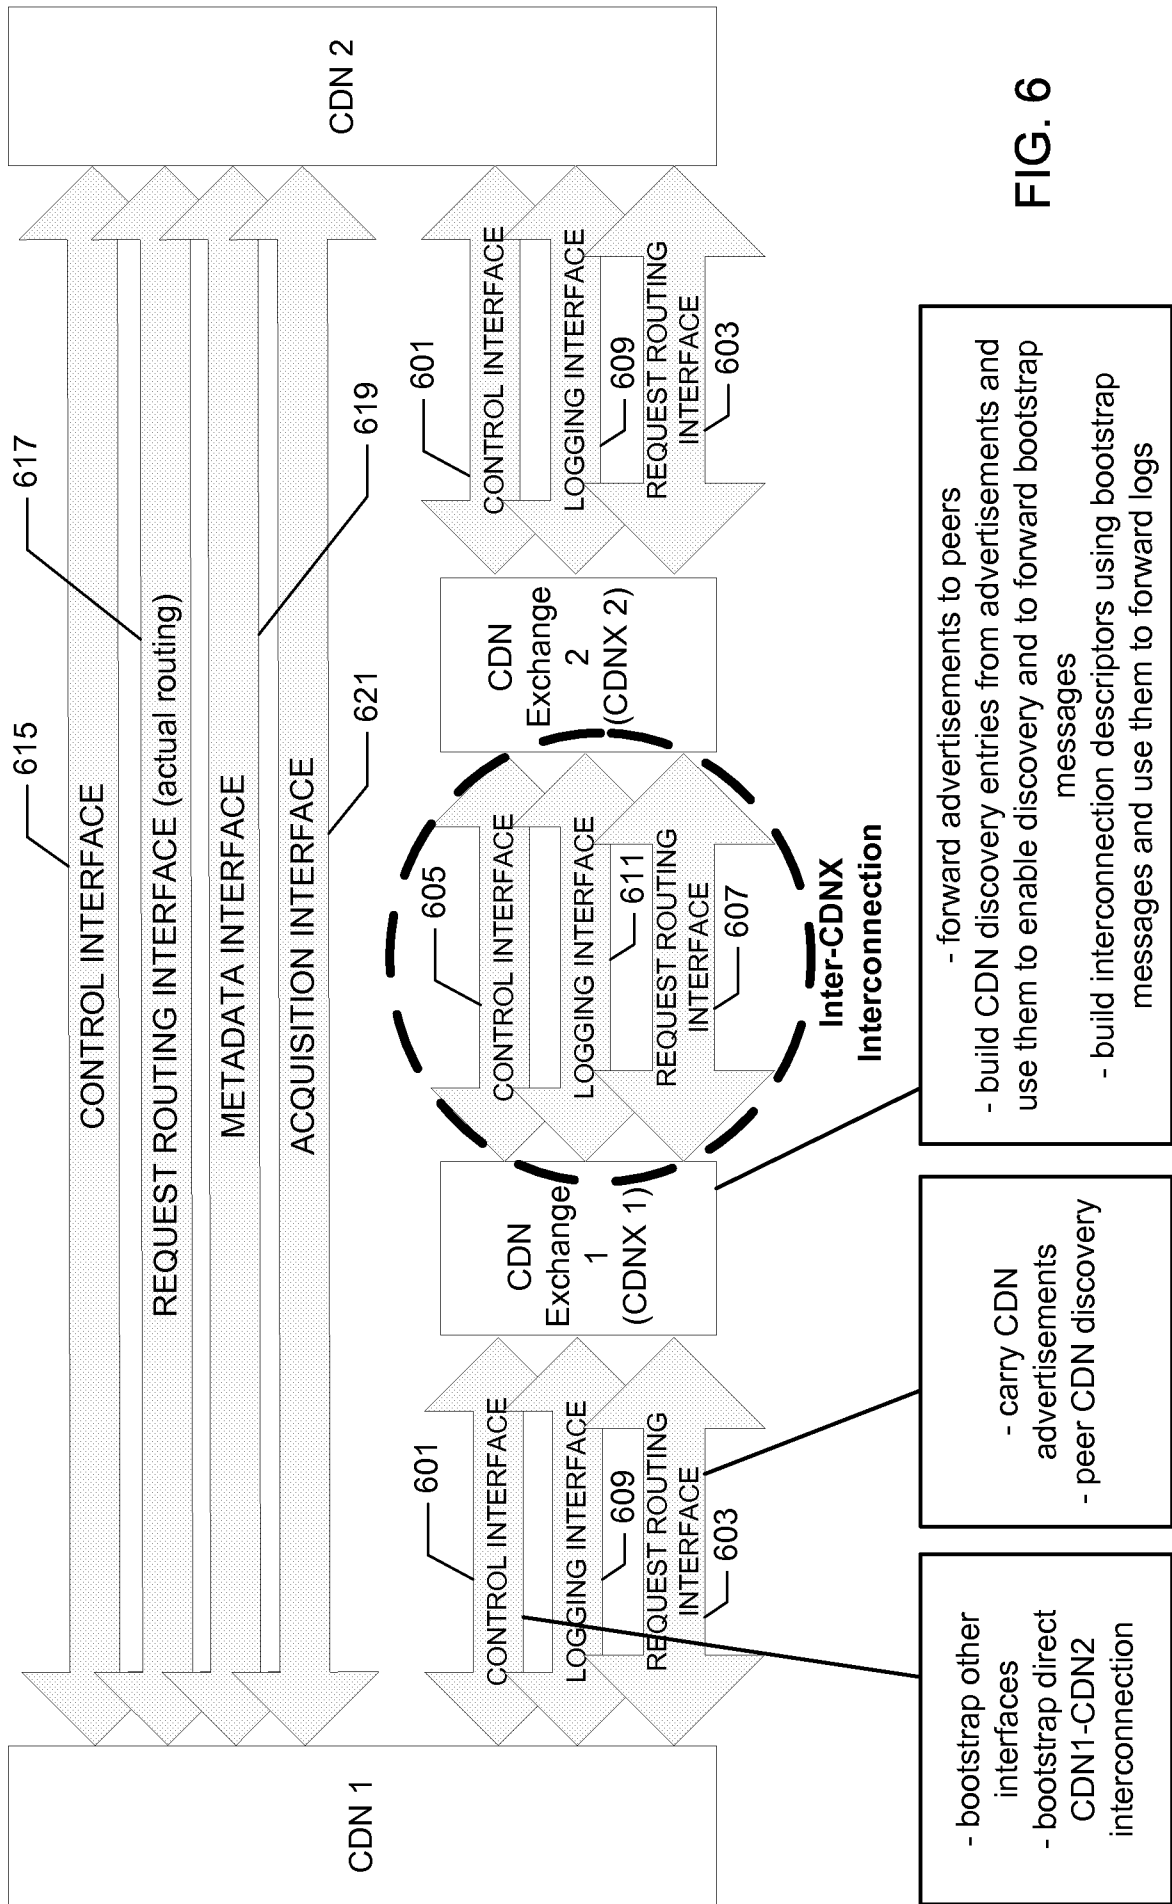 CDN 1
CDN 2
615
CONTROL INTERFACE
617
REQUEST ROUTING INTERFACE (actual routing)
METADATA INTERFACE
619
ACQUISITION INTERFACE
621
601
CONTROL INTERFACE
LOGGING INTERFACE
609
REQUEST ROUTING
INTERFACE
603
CDN
Exchange
1
(CDNX 1)
605
CONTROL INTERFACE
LOGGING INTERFACE
611
REQUEST ROUTING
INTERFACE
607
Inter-CDNX
Interconnection
CDN
Exchange
2
(CDNX 2)
601
CONTROL INTERFACE
LOGGING INTERFACE
609
REQUEST ROUTING
INTERFACE
603
- bootstrap other
interfaces
- bootstrap direct
CDN1-CDN2
interconnection
- carry CDN
advertisements
- peer CDN discovery
- forward advertisements to peers
- build CDN discovery entries from advertisements and
use them to enable discovery and to forward bootstrap
messages
- build interconnection descriptors using bootstrap
messages and use them to forward logs
FIG. 6